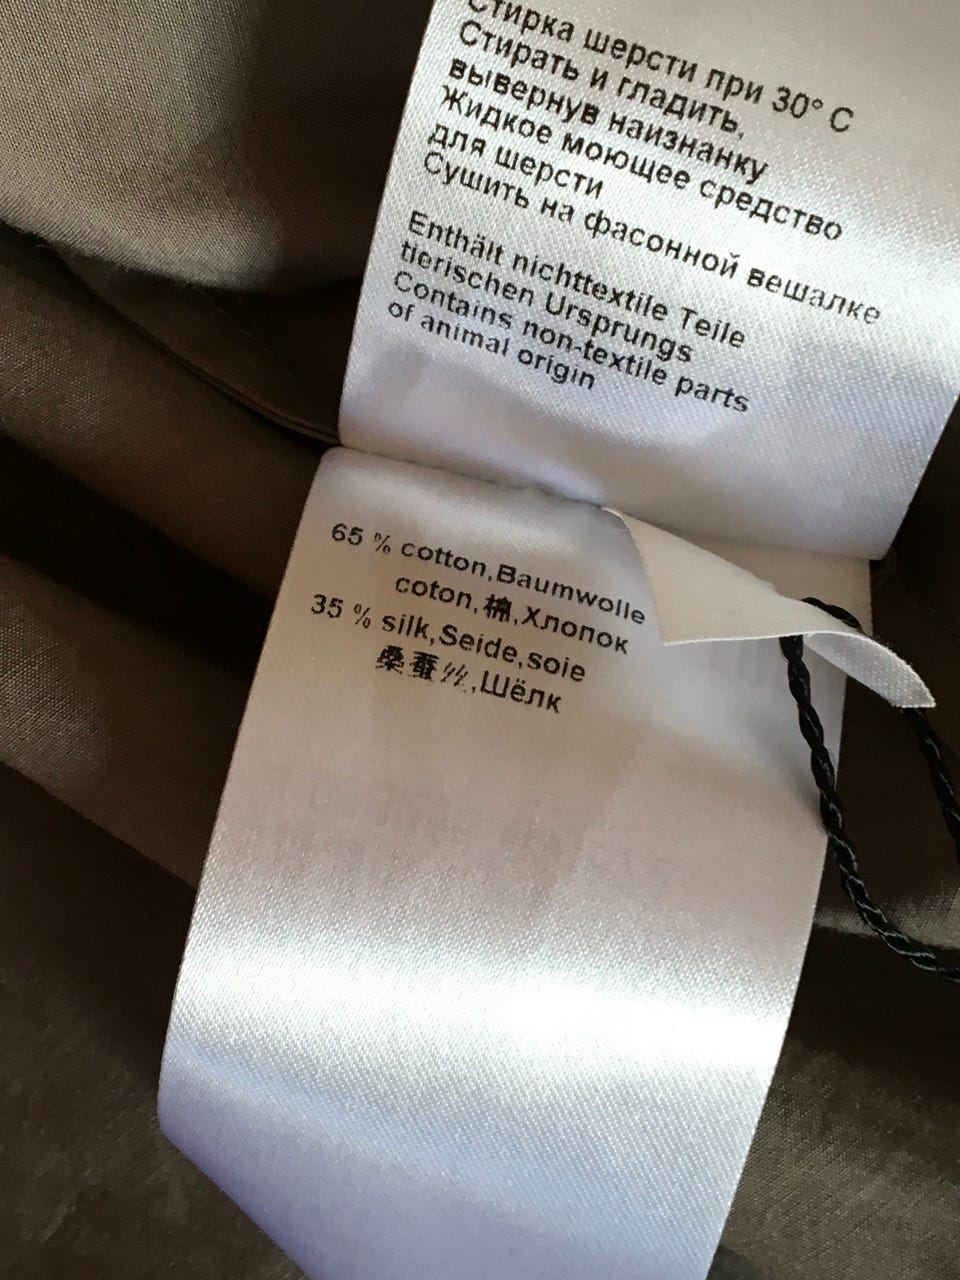 Стирка шерсти при 30° C
Стирать и гладить,
вывернув наизнанку
Жидкое моющее средство
для шерсти
Сушить на фасонной вешалке
Enthält nichttextile Teile
tierischen Ursprungs
Contains non-textile parts
of animal origin
65 % cotton,Baumwolle
coton,棉,Хлопок
35 % silk,Seide,soie
桑蚕丝,Шёлк